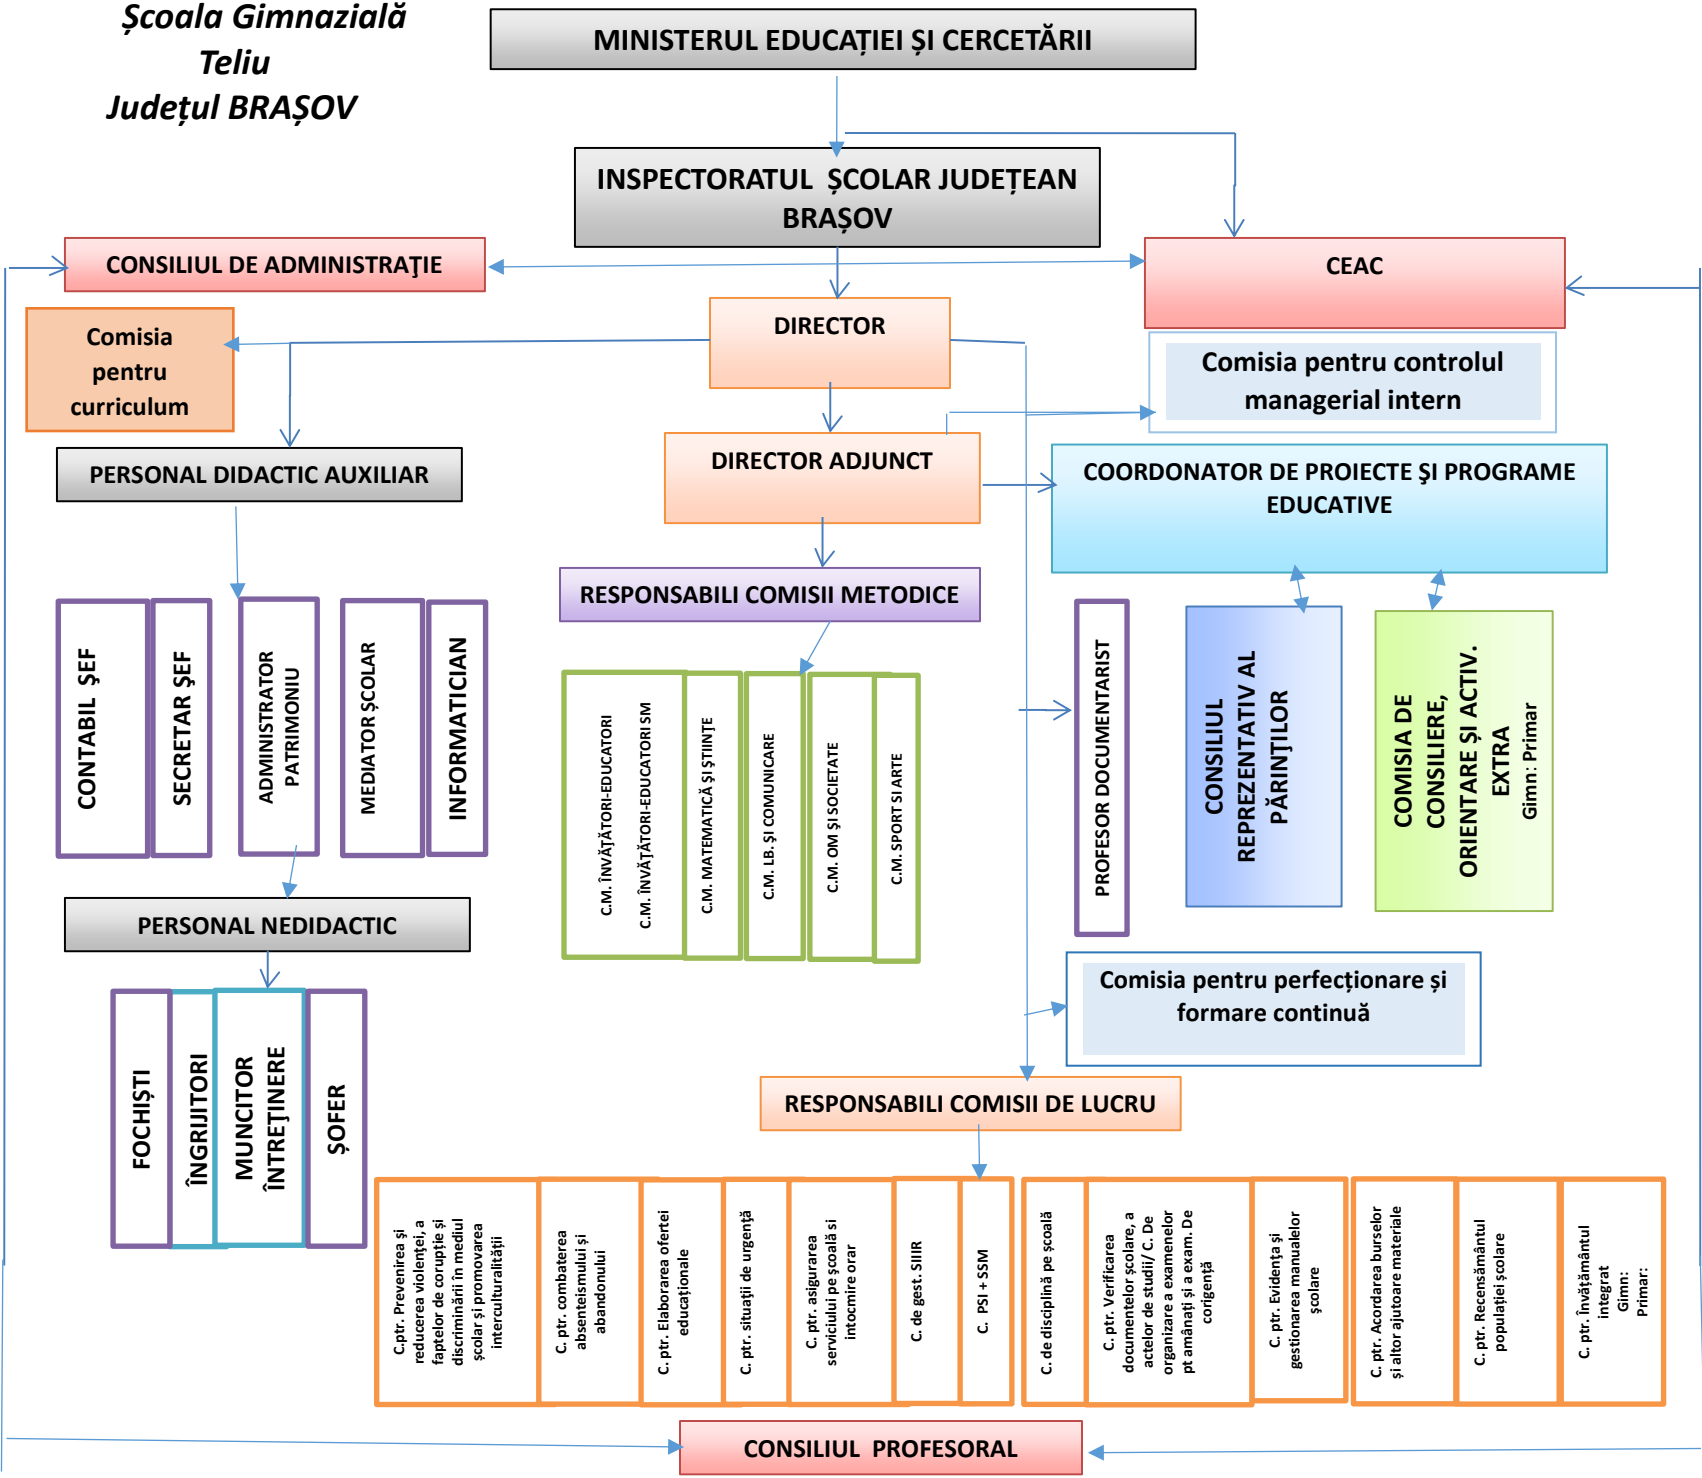 Școala Gimnazială
Teliu
Județul BRAȘOV
MINISTERUL EDUCAȚIEI ȘI CERCETĂRII
INSPECTORATUL ȘCOLAR JUDEȚEAN
BRAȘOV
CONSILIUL DE ADMINISTRAŢIE
CEAC
Comisia
pentru
curriculum
DIRECTOR
Comisia pentru controlul
managerial intern
PERSONAL DIDACTIC AUXILIAR
DIRECTOR ADJUNCT
COORDONATOR DE PROIECTE ŞI PROGRAME
EDUCATIVE
RESPONSABILI COMISII METODICE
CONTABIL ŞEF
SECRETAR ŞEF
ADMINISTRATOR
PATRIMONIU
MEDIATOR ȘCOLAR
INFORMATICIAN
C.M. ÎNVĂŢĂTORI-EDUCATORI
C.M. ÎNVĂŢĂTORI-EDUCATORI SM
C.M. MATEMATICĂ ŞI ŞTIINŢE
C.M. LB. ŞI COMUNICARE
C.M. OM ŞI SOCIETATE
C.M. SPORT SI ARTE
PROFESOR DOCUMENTARIST
CONSILIUL
REPREZENTATIV AL
PĂRINŢILOR
COMISIA DE
CONSILIERE,
ORIENTARE ȘI ACTIV.
EXTRA
Gimn: Primar
PERSONAL NEDIDACTIC
Comisia pentru perfecționare și
formare continuă
FOCHIȘTI
ÎNGRIJITORI
MUNCITOR
ÎNTREŢINERE
ȘOFER
RESPONSABILI COMISII DE LUCRU
C.ptr. Prevenirea şi
reducerea violenţei, a
faptelor de corupție și
discriminării în mediul
școlar și promovarea
interculturalității
C. ptr. combaterea
absenteismului și
abandonului
C. ptr. Elaborarea ofertei
educaționale
C. ptr. situaţii de urgenţă
C. ptr. asigurarea
serviciului pe școală si
intocmire orar
C. de gest. SIIIR
C. PSI + SSM
C. de disciplină pe școală
C. ptr. Verificarea
documentelor școlare, a
actelor de studii/ C. De
organizare a examenelor
pt amânați și a exam. De
corigență
C. ptr. Evidența și
gestionarea manualelor
școlare
C. ptr. Acordarea burselor
și altor ajutoare materiale
C. ptr. Recensământul
populației școlare
C. ptr. Învățământul
integrat
Gimn:
Primar:
CONSILIUL PROFESORAL